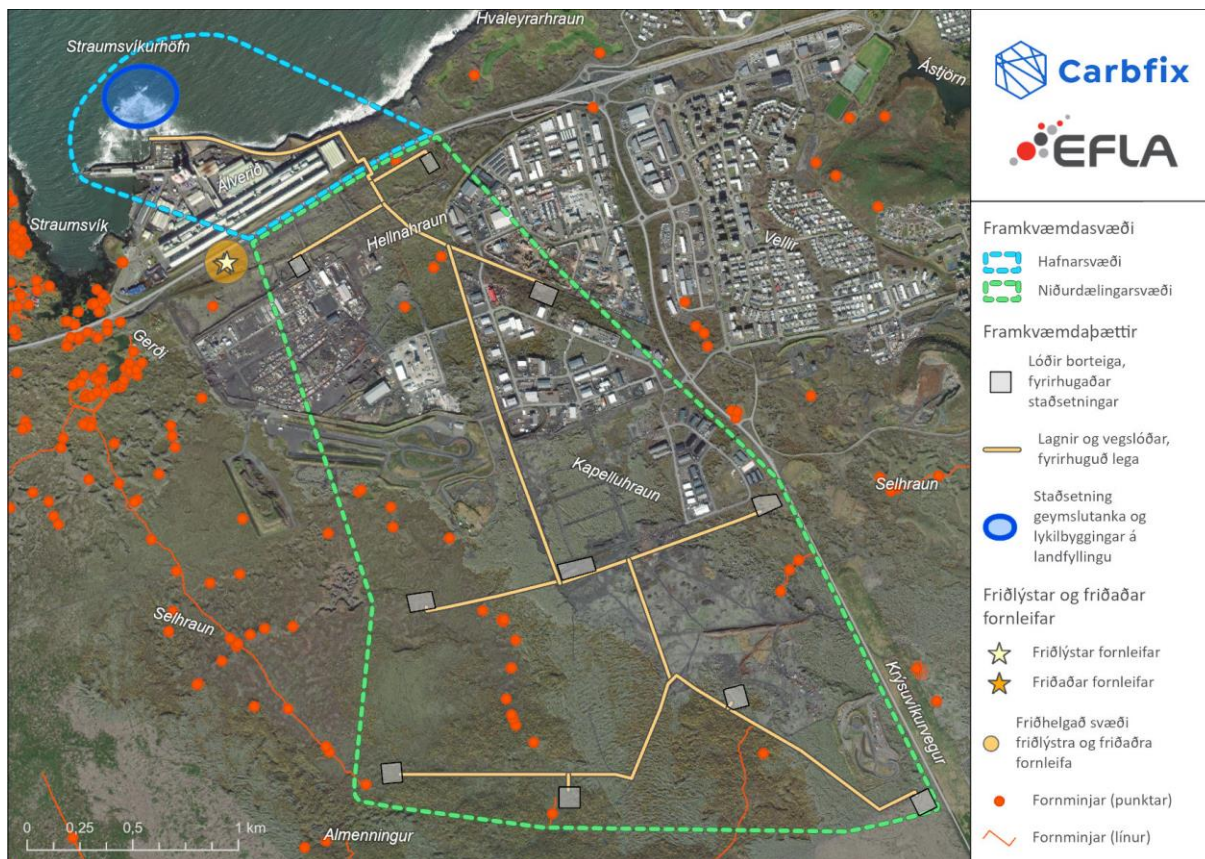 Hvaleyrarhraun
Straumsvíkurhöfn
Ástjörn
Álverið
Straumsvík
Hellnahraun
Vellir
Gerði
Kapelluhraun
Selhraun
Selhraun
Krýsuvíkurvegur
Almenningur
0 0,25 0,5 1 km
Carbfix
EFLA
Framkvæmdasvæði
Hafnarsvæði
Niðurdælingarsvæði
Framkvæmdaþættir
Lóðir borteiga,
fyrirhugaðar
staðsetningar
Lagnir og vegslóðar,
fyrirhuguð lega
Staðsetning
geymslutanka og
lykilbyggingar á
landfyllingu
Friðlýstar og friðaðar
fornleifar
Friðlýstar fornleifar
Friðaðar fornleifar
Friðhelgað svæði
friðlýstra og friðaðra
fornleifa
Fornminjar (punktar)
Fornminjar (línur)